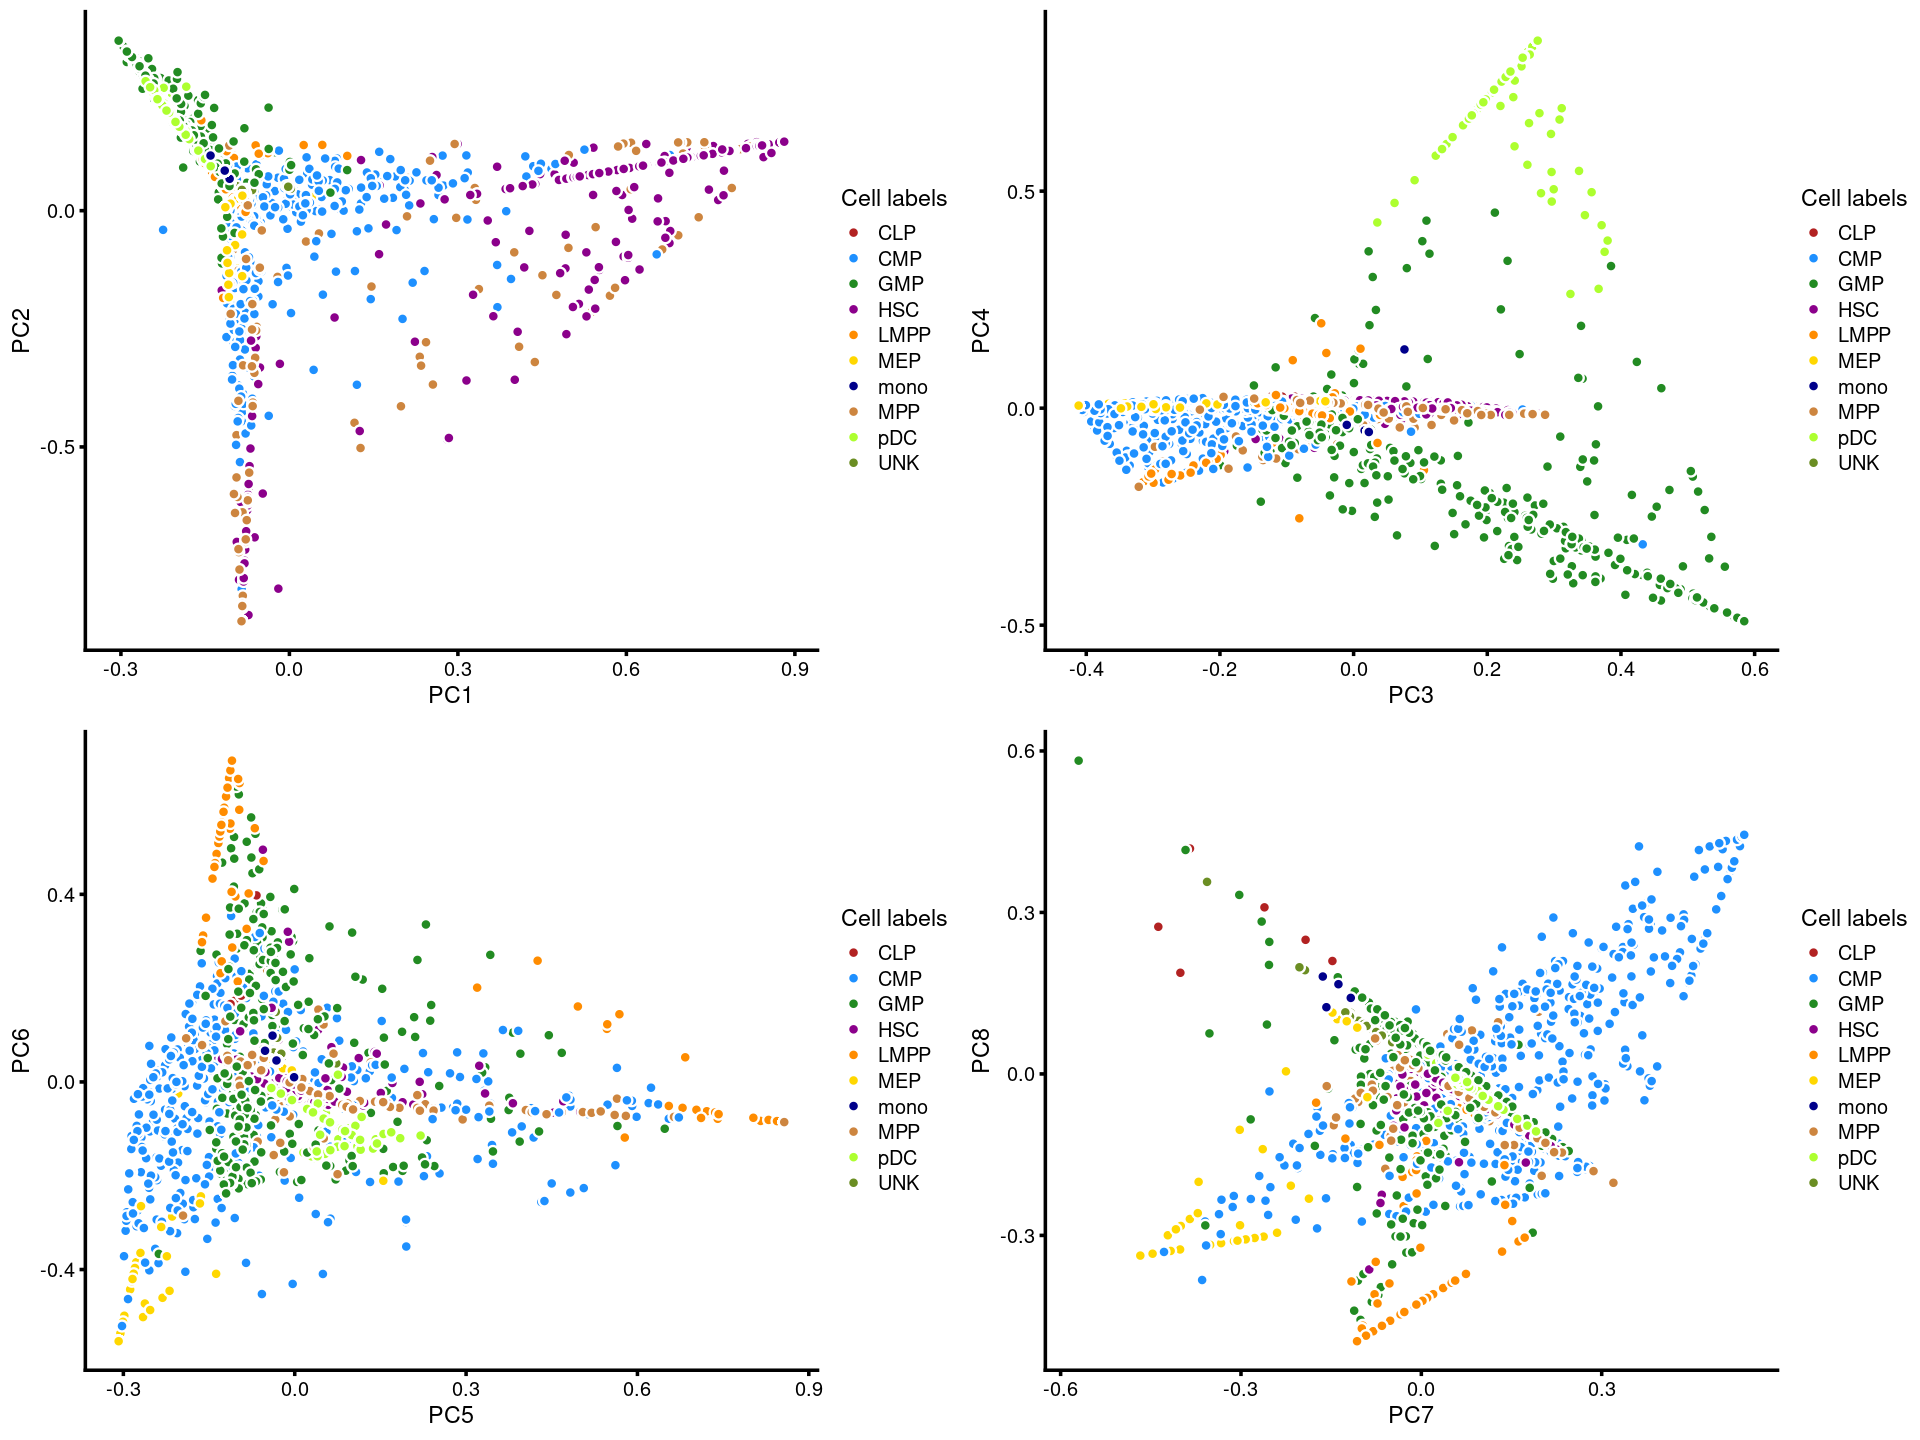 PC2
0.0
-0.5
-0.3
0.0
0.3
0.6
0.9
PC1
Cell labels
CLP
CMP
GMP
HSC
LMPP
MEP
mono
MPP
pDC
UNK
PC4
0.5
0.0
-0.5
-0.4
-0.2
0.0
0.2
0.4
0.6
PC3
Cell labels
CLP
CMP
GMP
HSC
LMPP
MEP
mono
MPP
pDC
UNK
PC6
0.4
0.0
-0.4
-0.3
0.0
0.3
0.6
0.9
PC5
Cell labels
CLP
CMP
GMP
HSC
LMPP
MEP
mono
MPP
pDC
UNK
PC8
0.6
0.3
0.0
-0.3
-0.6
-0.3
0.0
0.3
PC7
Cell labels
CLP
CMP
GMP
HSC
LMPP
MEP
mono
MPP
pDC
UNK